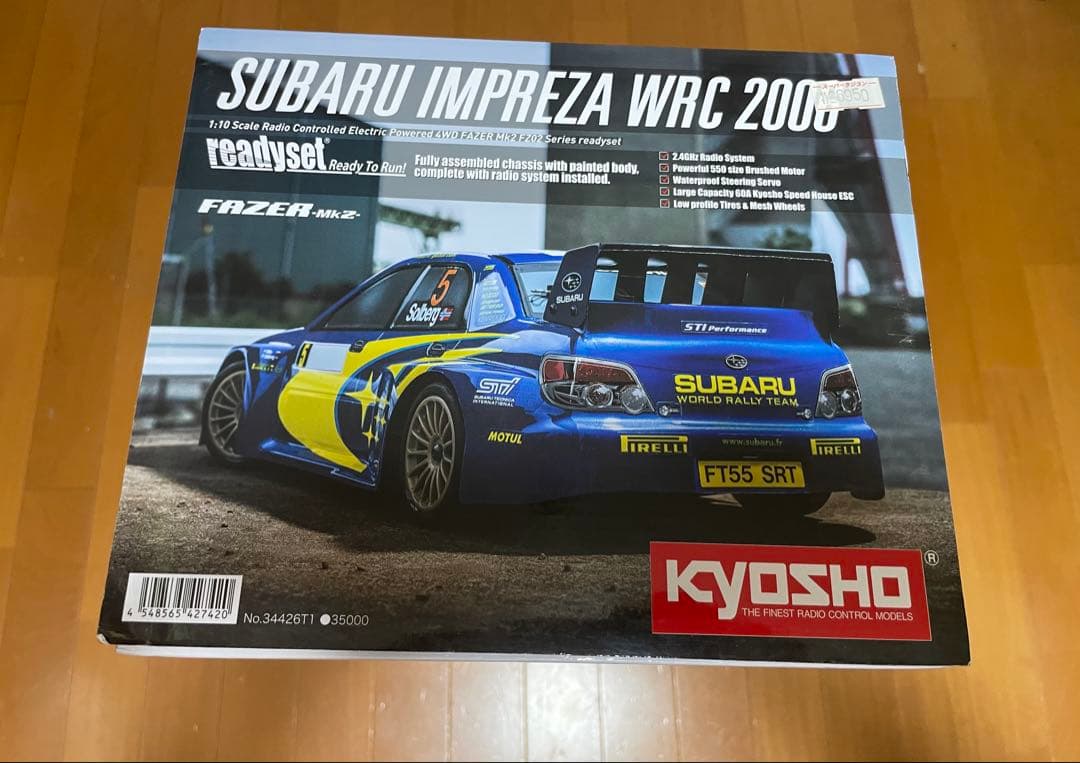 SUBARU IMPREZA WRC 200
1:10 Scale Radio Controlled Electric Powered 4WD FAZER Mk2 FZ02 Series readyset
readyset® Ready To Run!
Fully assembled chassis with painted body,
complete with radio system installed.
2.4GHz Radio System
Powerful 550 size Brushed Motor
Waterproof Steering Servo
Large Capacity 60A Kyosho Speed House ESC
Low profile Tires & Mesh Wheels
FAZER-Mk2-
5
Solberg
SUBARU
STI Performance
5
STI
SUBARU TECNICA
INTERNATIONAL
SUBARU
WORLD RALLY TEAM
MOTUL
PIRELLI
www.subaru.fr
PIRELLI
FT55 SRT
KYOSHO®
THE FINEST RADIO CONTROL MODELS
4 548565 427420
No.34426T1 ●35000